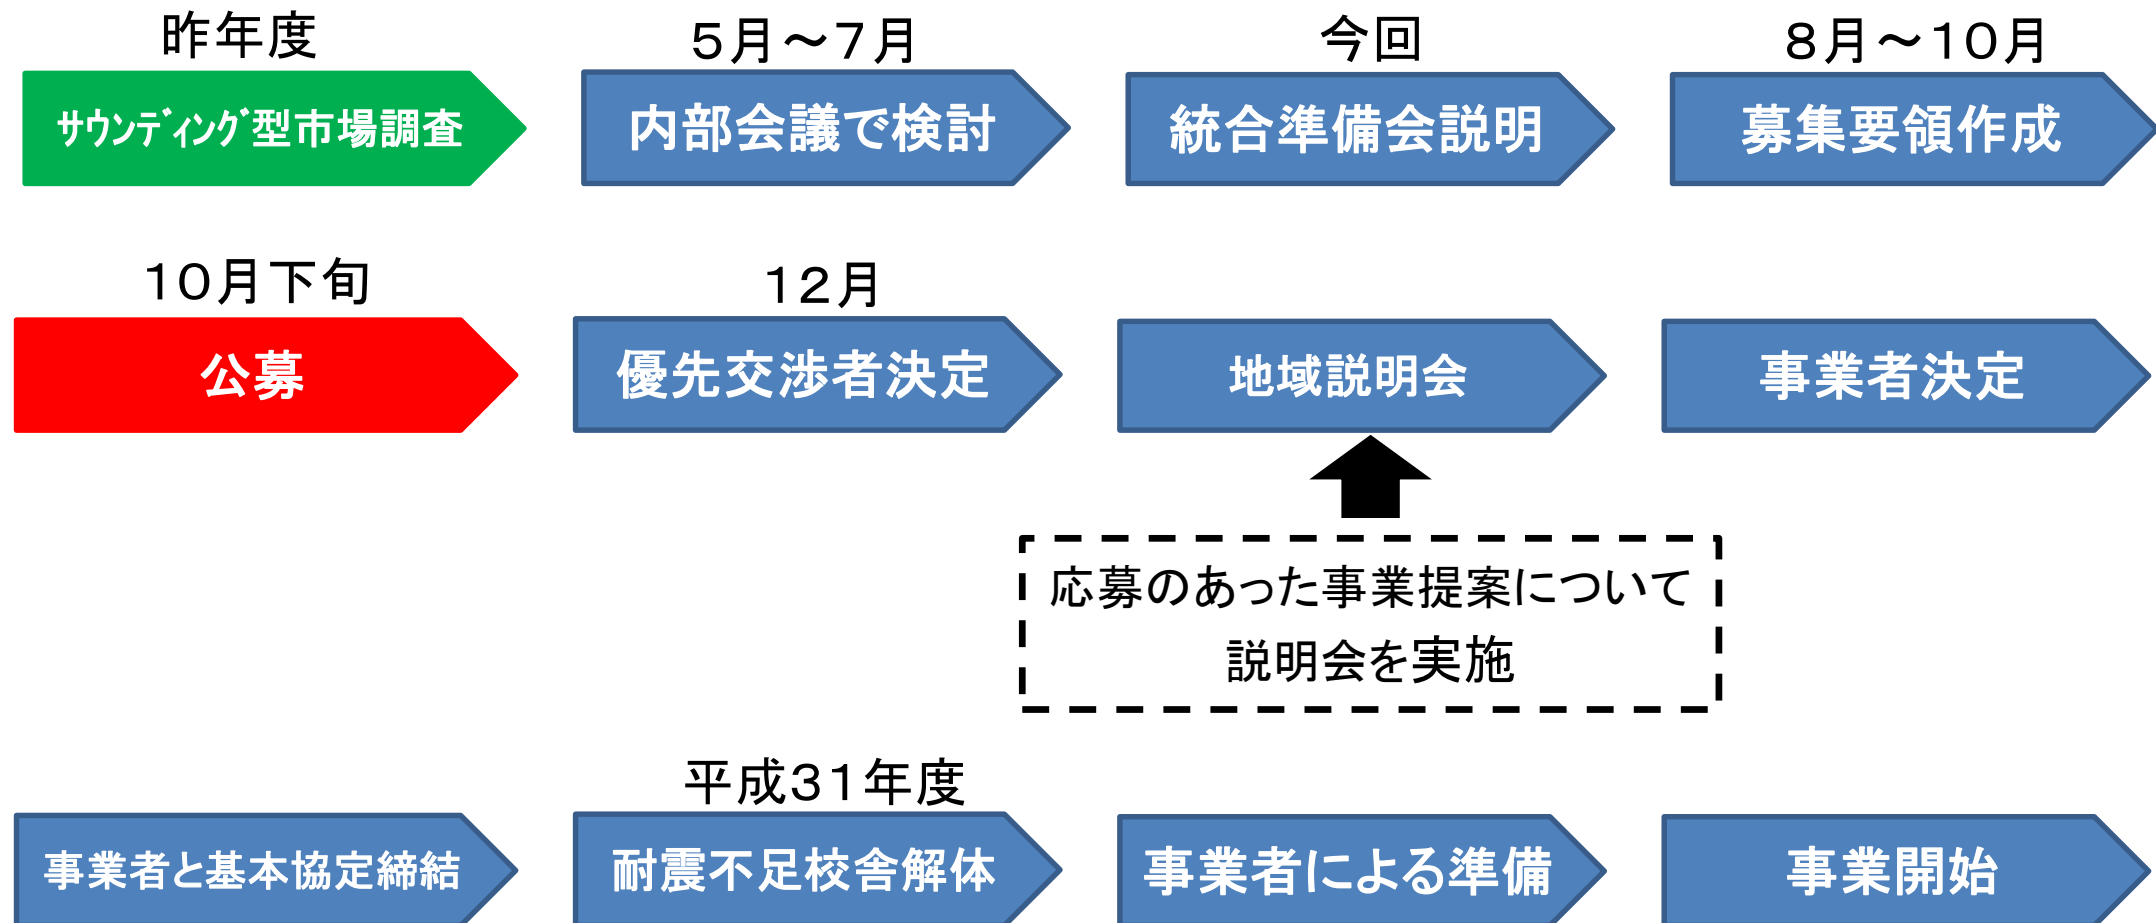 昨年度
サウンディング型市場調査
5月～7月
内部会議で検討
今回
統合準備会説明
8月～10月
募集要領作成
10月下旬
公募
12月
優先交渉者決定
地域説明会
事業者決定
応募のあった事業提案について
説明会を実施
事業者と基本協定締結
平成31年度
耐震不足校舎解体
事業者による準備
事業開始